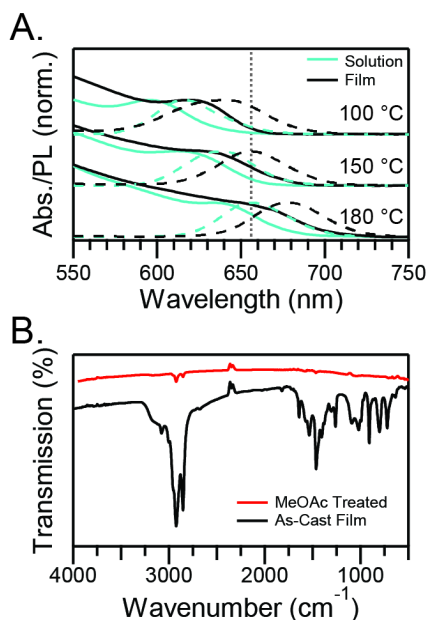 A.
Abs./PL (norm.)
Solution
Film
100 °C
150 °C
180 °C
550 600 650 700 750
Wavelength (nm)
B.
Transmission (%)
MeOAc Treated
As-Cast Film
4000 3000 2000 1000
Wavenumber (cm⁻¹)